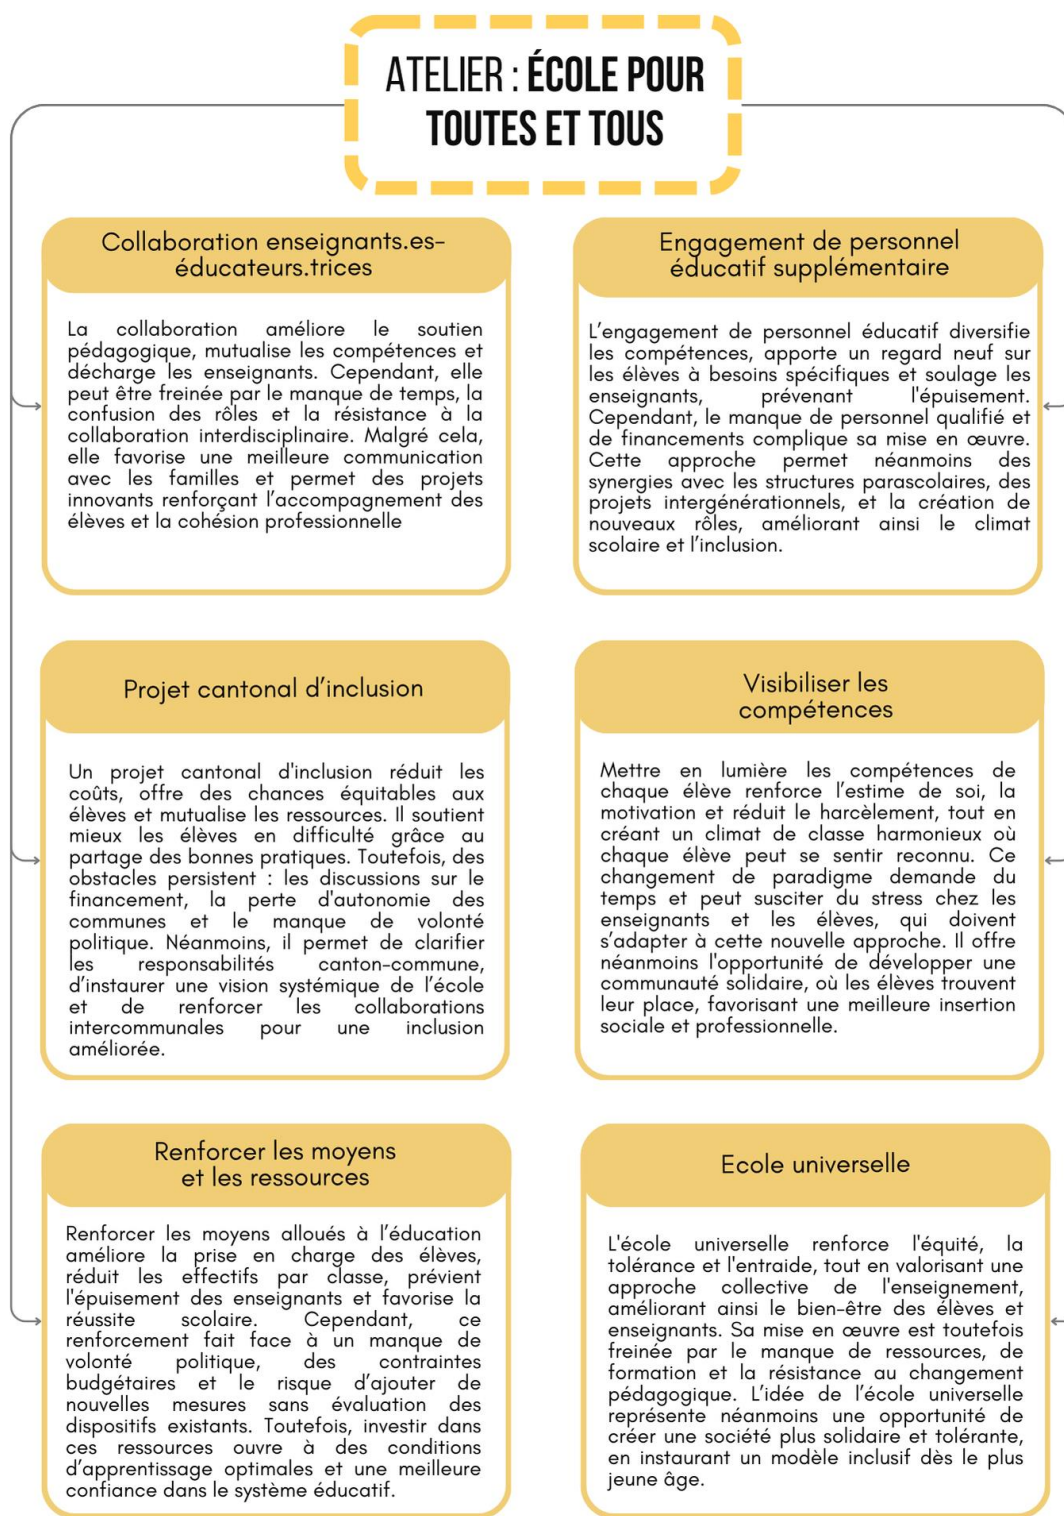 ATELIER : ÉCOLE POUR
TOUTES ET TOUS
Collaboration enseignants.es-
éducateurs.trices
La collaboration améliore le soutien
pédagogique, mutualise les compétences et
décharge les enseignants. Cependant, elle
peut être freinée par le manque de temps, la
confusion des rôles et la résistance à la
collaboration interdisciplinaire. Malgré cela,
elle favorise une meilleure communication
avec les familles et permet des projets
innovants renforçant l’accompagnement des
élèves et la cohésion professionnelle
Engagement de personnel
éducatif supplémentaire
L’engagement de personnel éducatif diversifie
les compétences, apporte un regard neuf sur
les élèves à besoins spécifiques et soulage les
enseignants, prévenant l'épuisement.
Cependant, le manque de personnel qualifié et
de financements complique sa mise en œuvre.
Cette approche permet néanmoins des
synergies avec les structures parascolaires, des
projets intergénérationnels, et la création de
nouveaux rôles, améliorant ainsi le climat
scolaire et l’inclusion.
Projet cantonal d’inclusion
Un projet cantonal d'inclusion réduit les
coûts, offre des chances équitables aux
élèves et mutualise les ressources. Il soutient
mieux les élèves en difficulté grâce au
partage des bonnes pratiques. Toutefois, des
obstacles persistent : les discussions sur le
financement, la perte d'autonomie des
communes et le manque de volonté
politique. Néanmoins, il permet de clarifier
les responsabilités canton-commune,
d’instaurer une vision systémique de l’école
et de renforcer les collaborations
intercommunales pour une inclusion
améliorée.
Visibiliser les
compétences
Mettre en lumière les compétences de
chaque élève renforce l’estime de soi, la
motivation et réduit le harcèlement, tout en
créant un climat de classe harmonieux où
chaque élève peut se sentir reconnu. Ce
changement de paradigme demande du
temps et peut susciter du stress chez les
enseignants et les élèves, qui doivent
s’adapter à cette nouvelle approche. Il offre
néanmoins l'opportunité de développer une
communauté solidaire, où les élèves trouvent
leur place, favorisant une meilleure insertion
sociale et professionnelle.
Renforcer les moyens
et les ressources
Renforcer les moyens alloués à l’éducation
améliore la prise en charge des élèves,
réduit les effectifs par classe, prévient
l'épuisement des enseignants et favorise la
réussite scolaire. Cependant, ce
renforcement fait face à un manque de
volonté politique, des contraintes
budgétaires et le risque d’ajouter de
nouvelles mesures sans évaluation des
dispositifs existants. Toutefois, investir dans
ces ressources ouvre à des conditions
d’apprentissage optimales et une meilleure
confiance dans le système éducatif.
Ecole universelle
L'école universelle renforce l'équité, la
tolérance et l'entraide, tout en valorisant une
approche collective de l'enseignement,
améliorant ainsi le bien-être des élèves et
enseignants. Sa mise en œuvre est toutefois
freinée par le manque de ressources, de
formation et la résistance au changement
pédagogique. L’idée de l’école universelle
représente néanmoins une opportunité de
créer une société plus solidaire et tolérante,
en instaurant un modèle inclusif dès le plus
jeune âge.